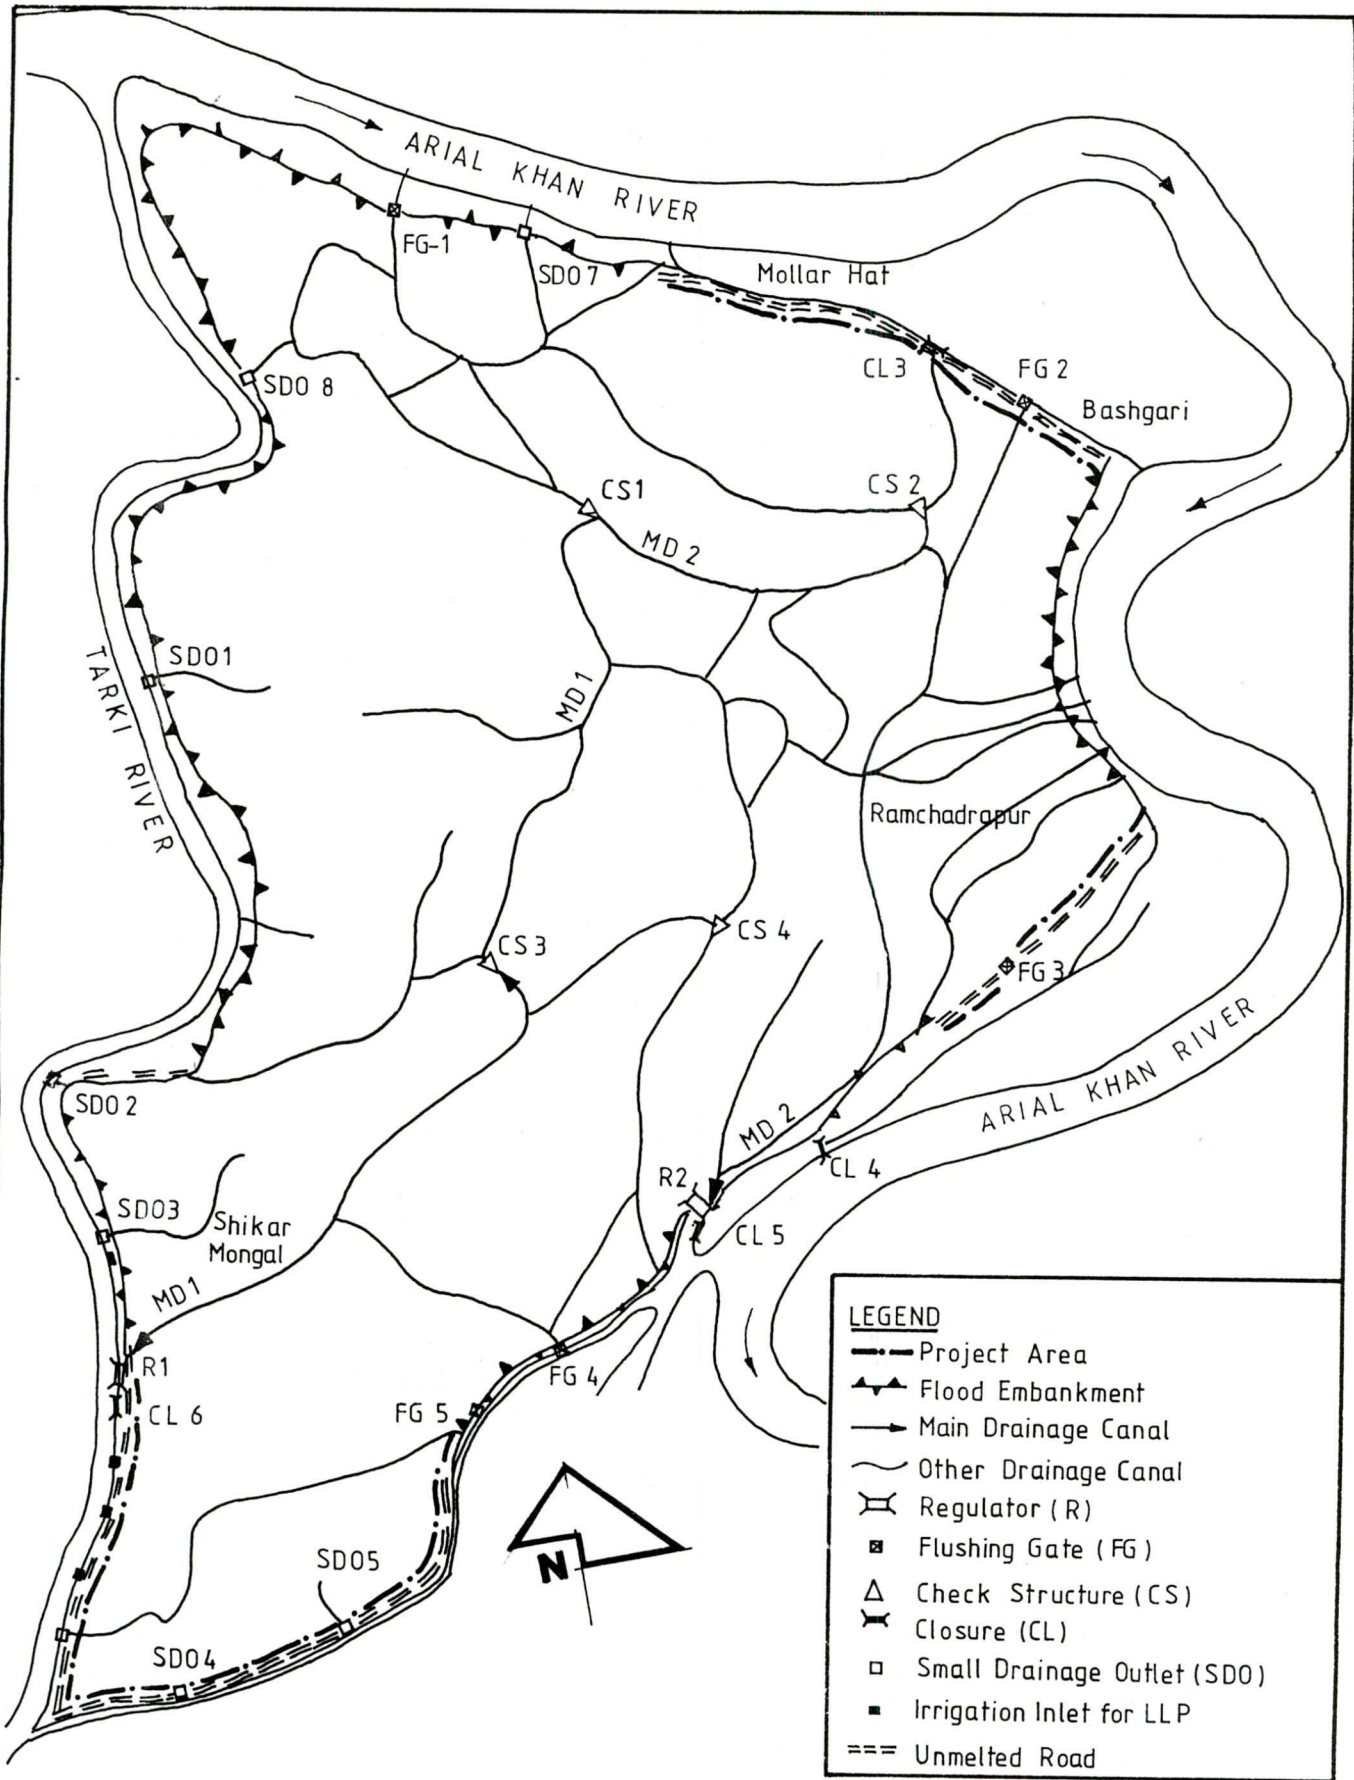 ARIAL KHAN RIVER
FG-1
SDO 7
Mollar Hat
CL 3
FG 2
SDO 8
Bashgari
CS1
CS 2
MD 2
SDO1
TARKI RIVER
MD 1
Ramchadrapur
CS 4
CS 3
FG 3
ARIAL KHAN RIVER
SDO 2
MD 2
CL 4
R2
SDO3
Shikar
Mongal
CL 5
MD1
R1
FG 4
CL 6
FG 5
SDO5
N
SDO4
LEGEND
Project Area
Flood Embankment
Main Drainage Canal
Other Drainage Canal
Regulator (R)
Flushing Gate (FG)
Check Structure (CS)
Closure (CL)
Small Drainage Outlet (SDO)
Irrigation Inlet for LLP
Unmelted Road